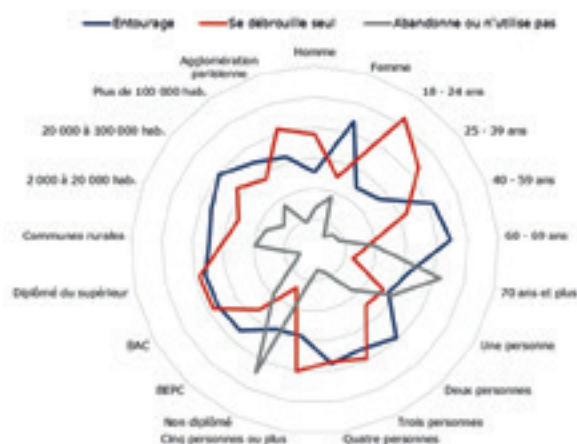 Entourage Se débrouille seul Abandonne ou n'utilise pas
Homme
Femme
18 - 24 ans
25 - 39 ans
40 - 59 ans
60 - 69 ans
70 ans et plus
Une personne
Deux personnes
Trois personnes
Quatre personnes
Cinq personnes ou plus
Non diplômé
BEPC
BAC
Diplômé du supérieur
Communes rurales
2 000 à 20 000 hab.
20 000 à 100 000 hab.
Plus de 100 000 hab.
Agglomération
parisienne